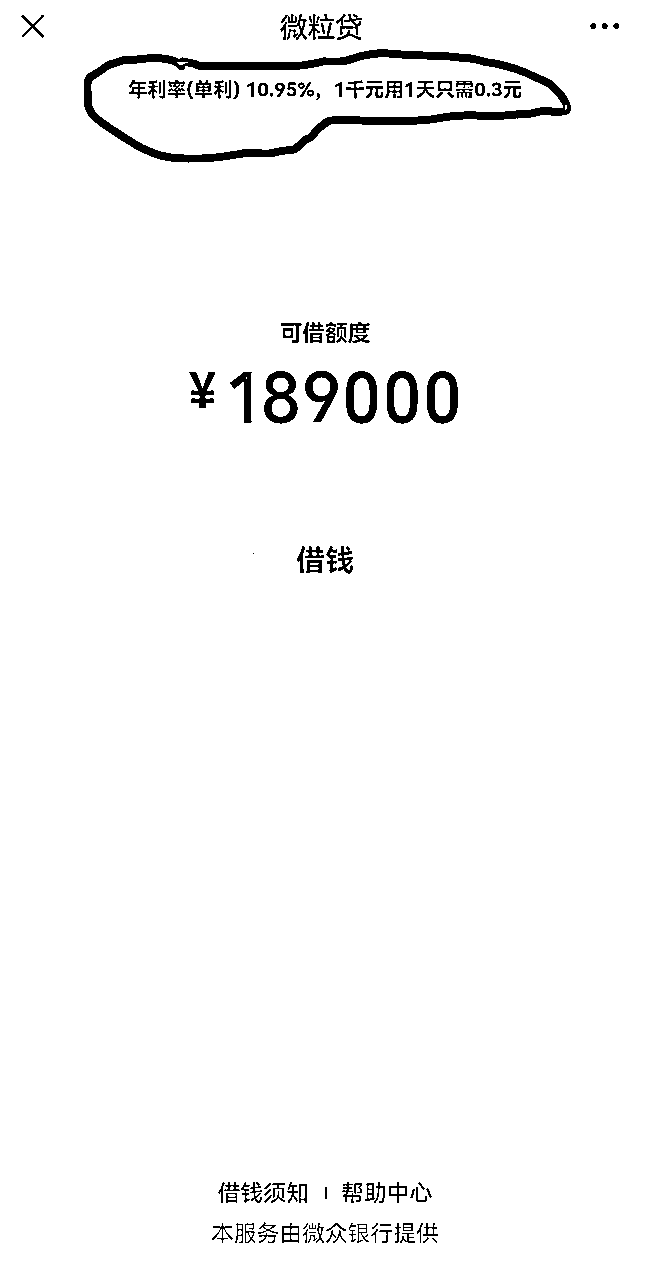 微粒贷
年利率(单利) 10.95%，1千元用1天只需0.3元
可借额度
¥189000
借钱
借钱须知 | 帮助中心
本服务由微众银行提供